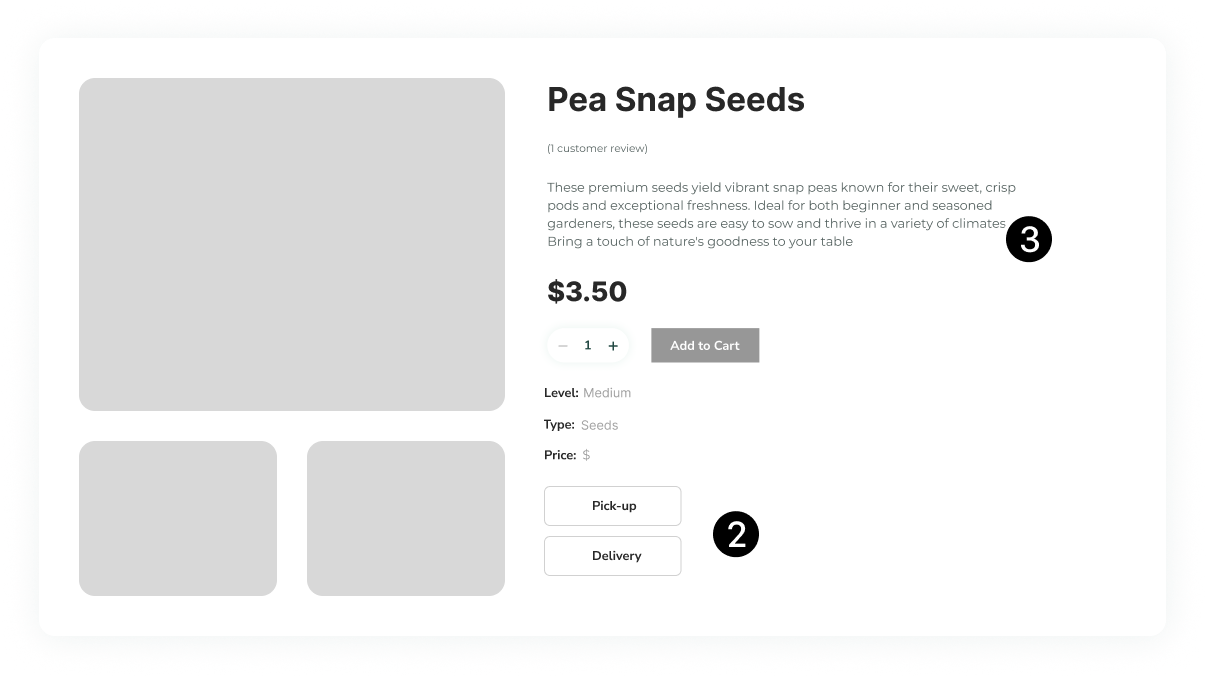 Pea Snap Seeds
(1 customer review)
These premium seeds yield vibrant snap peas known for their sweet, crisp
pods and exceptional freshness. Ideal for both beginner and seasoned
gardeners, these seeds are easy to sow and thrive in a variety of climates
Bring a touch of nature's goodness to your table
3
$3.50
− 1 + Add to Cart
Level: Medium
Type: Seeds
Price: $
Pick-up
2
Delivery